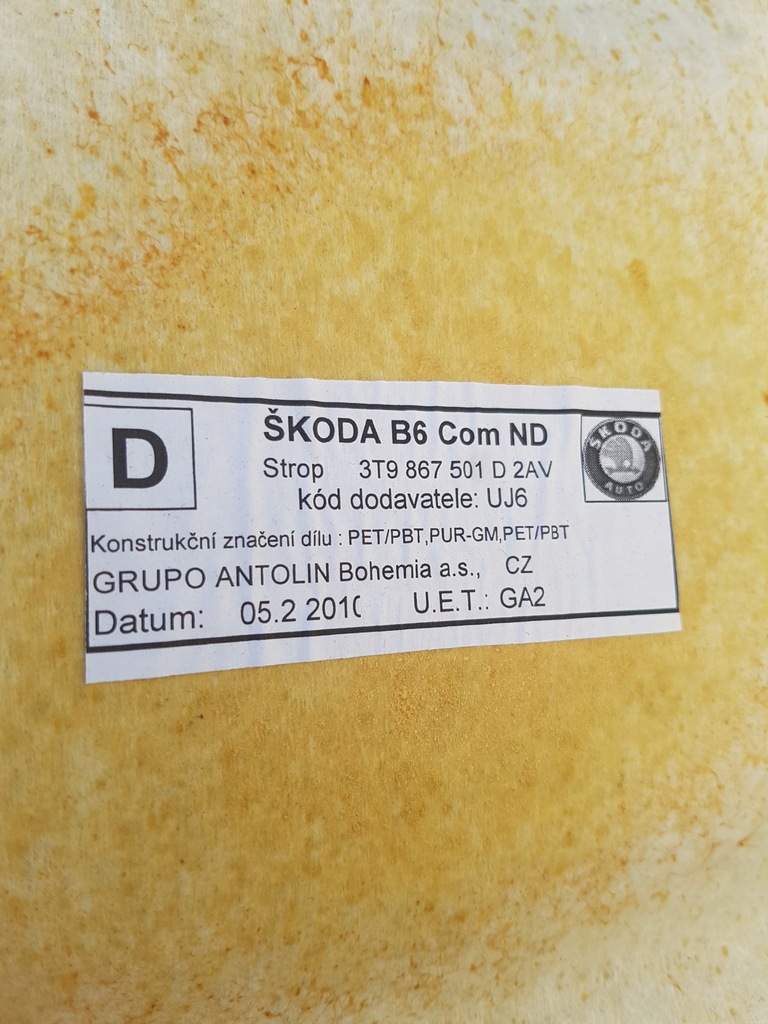 D
ŠKODA B6 Com ND
Strop 3T9 867 501 D 2AV
kód dodavatele: UJ6
ŠKODA
AUTO
Konstrukční značení dílu : PET/PBT,PUR-GM,PET/PBT
GRUPO ANTOLIN Bohemia a.s., CZ
Datum: 05.2 2010 U.E.T.: GA2